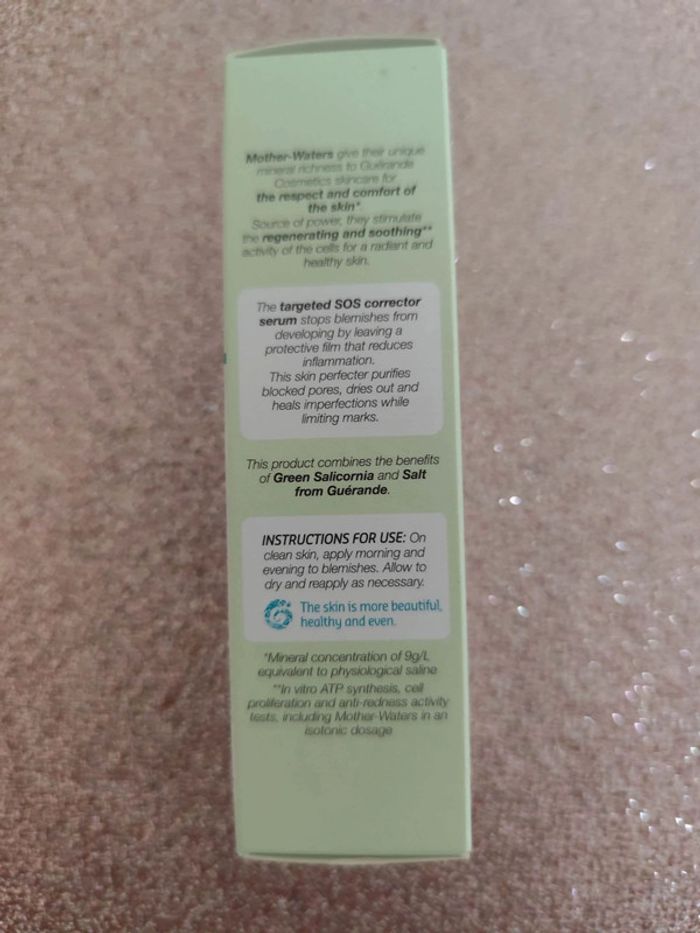 Mother-Waters give their unique
mineral richness to Guérande
Cosmetics skincare for
the respect and comfort of
the skin*.
Source of power, they stimulate
the regenerating and soothing**
activity of the cells for a radiant and
healthy skin.
The targeted SOS corrector
serum stops blemishes from
developing by leaving a
protective film that reduces
inflammation.
This skin perfecter purifies
blocked pores, dries out and
heals imperfections while
limiting marks.
This product combines the benefits
of Green Salicornia and Salt
from Guérande.
INSTRUCTIONS FOR USE: On
clean skin, apply morning and
evening to blemishes. Allow to
dry and reapply as necessary.
The skin is more beautiful,
healthy and even.
*Mineral concentration of 9g/L
equivalent to physiological saline
**In vitro ATP synthesis, cell
proliferation and anti-redness activity
tests, including Mother-Waters in an
isotonic dosage